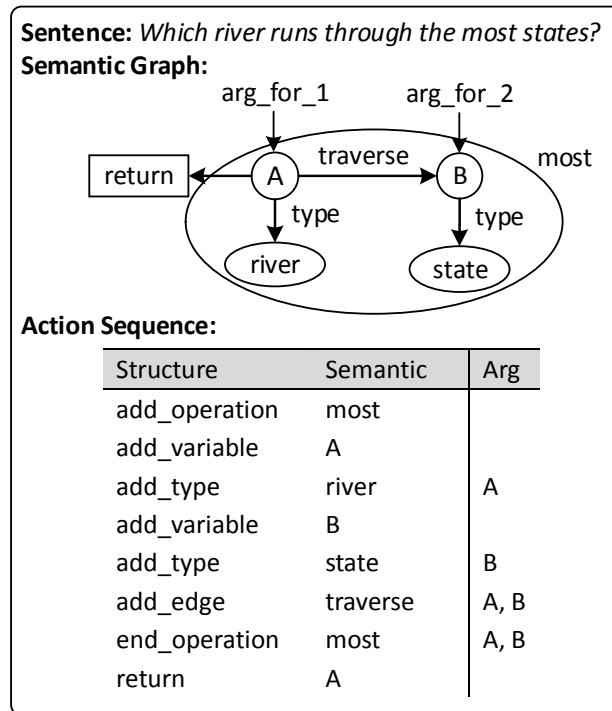 Sentence: Which river runs through the most states?
Semantic Graph:
arg_for_1 arg_for_2
return A traverse B most
type type
river state
Action Sequence:
Structure Semantic Arg
add_operation most
add_variable A
add_type river A
add_variable B
add_type state B
add_edge traverse A, B
end_operation most A, B
return A